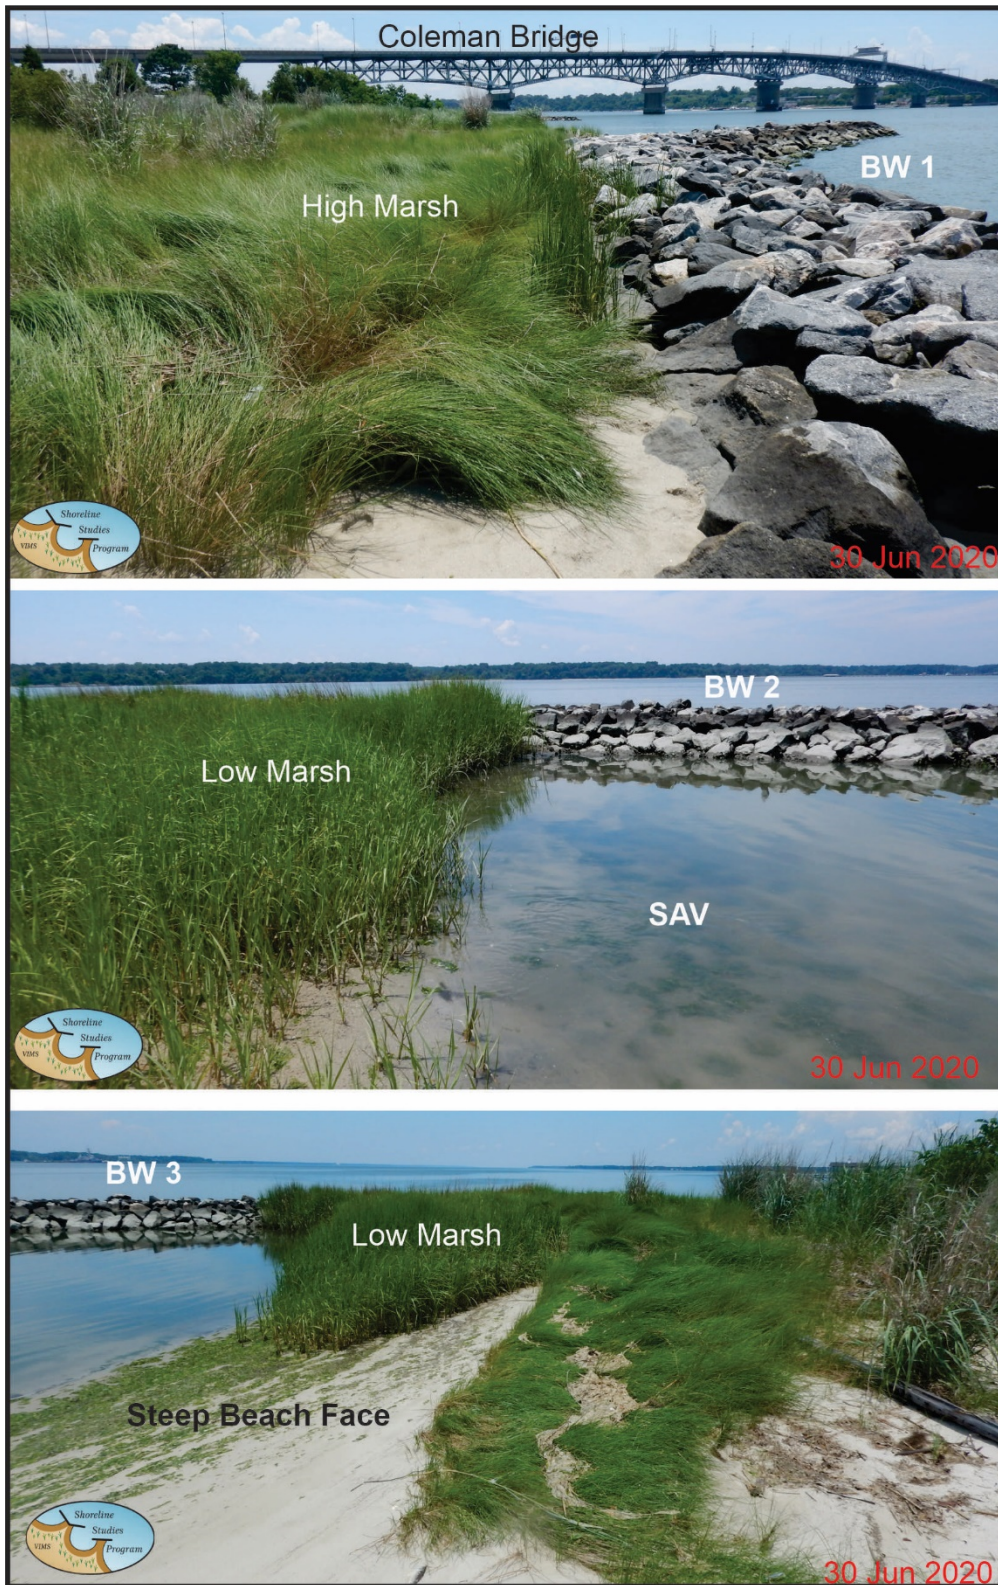 Coleman Bridge
BW 1
High Marsh
Shoreline
Studies
VIMS
Program
30 Jun 2020
BW 2
Low Marsh
SAV
Shoreline
Studies
VIMS
Program
30 Jun 2020
BW 3
Low Marsh
Steep Beach Face
Shoreline
Studies
VIMS
Program
30 Jun 2020